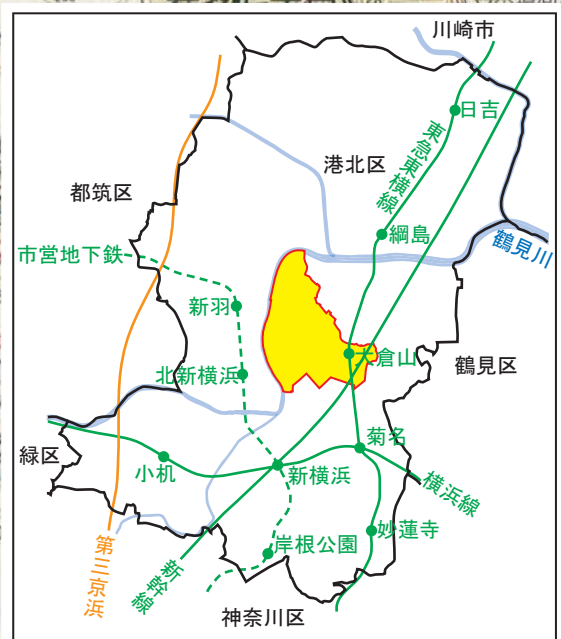 川崎市
日吉
東急東横線
港北区
都筑区
綱島
鶴見川
市営地下鉄
新羽
大倉山
鶴見区
北新横浜
菊名
緑区
小机
新横浜
横浜線
妙蓮寺
第三京浜
新幹線
岸根公園
神奈川区